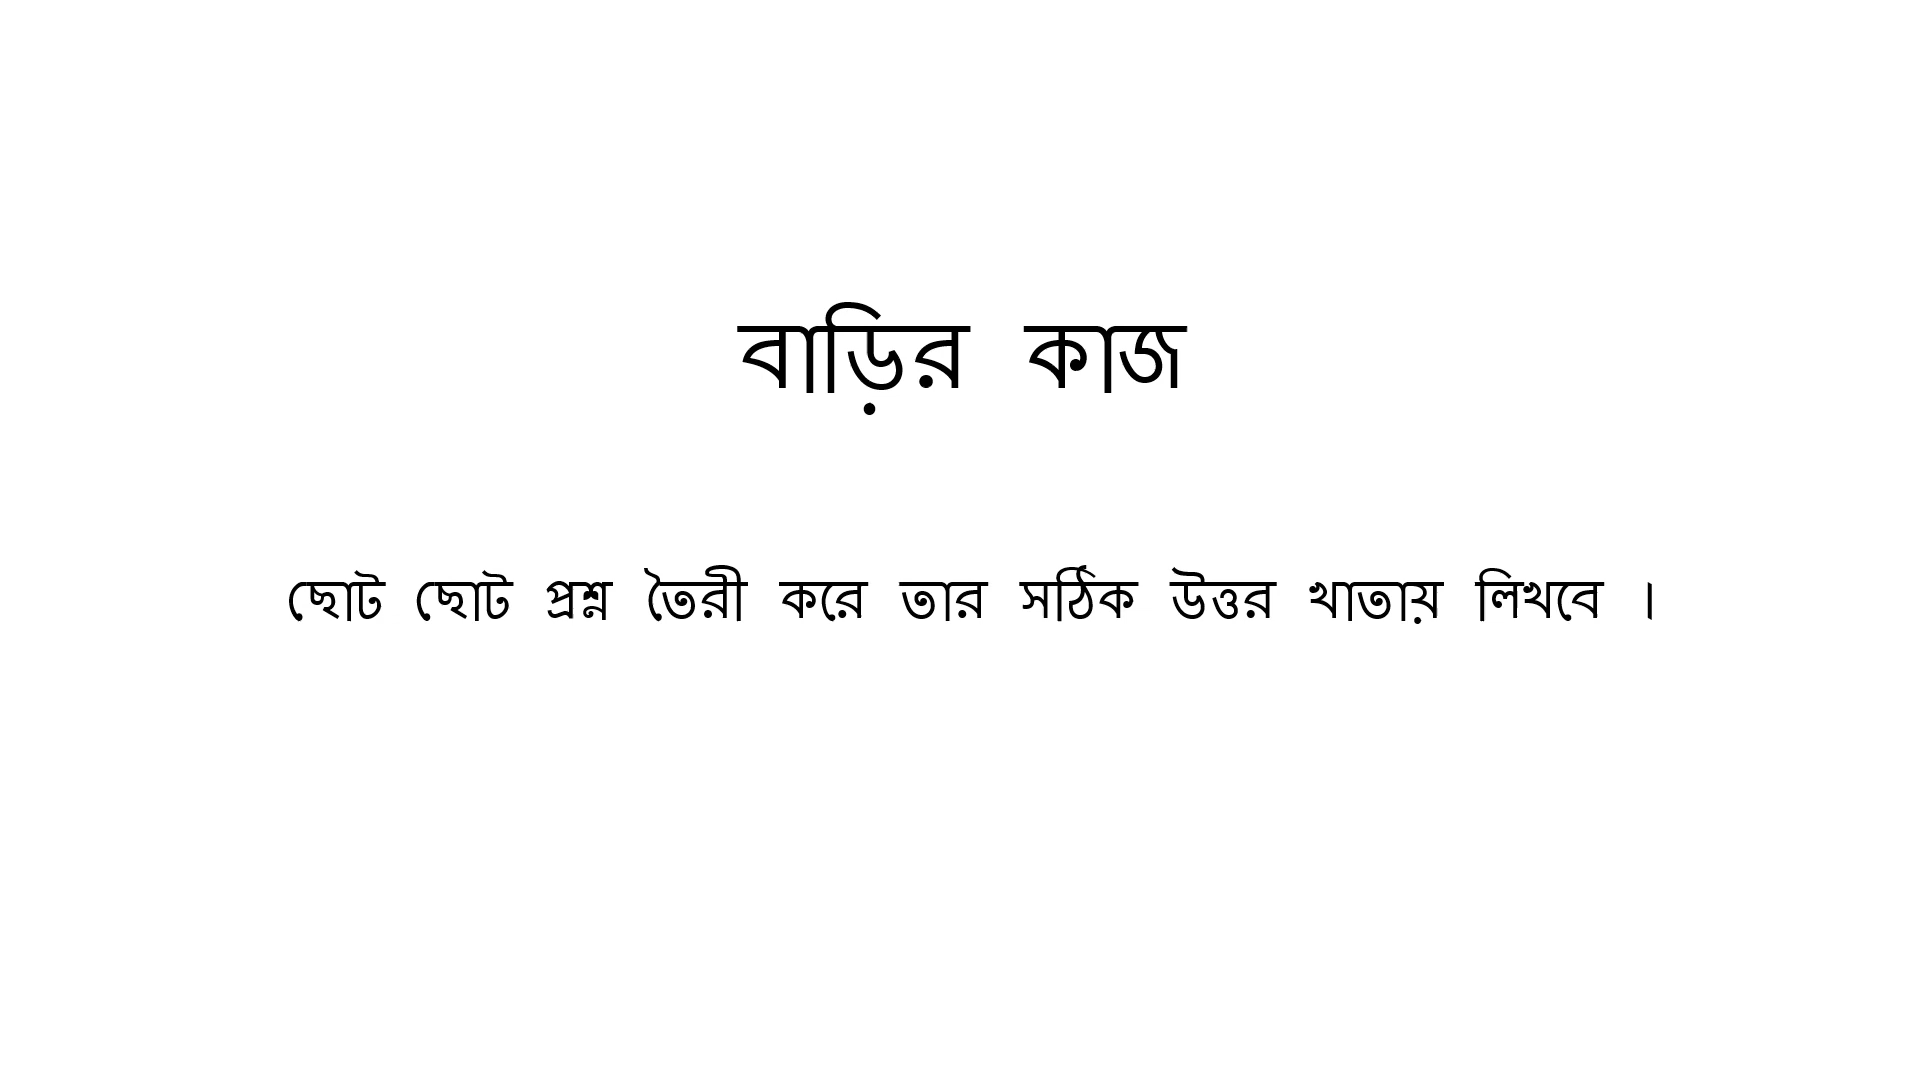 বাড়ির কাজ
ছোট ছোট প্রশ্ন তৈরী করে তার সঠিক উত্তর খাতায় লিখবে ।